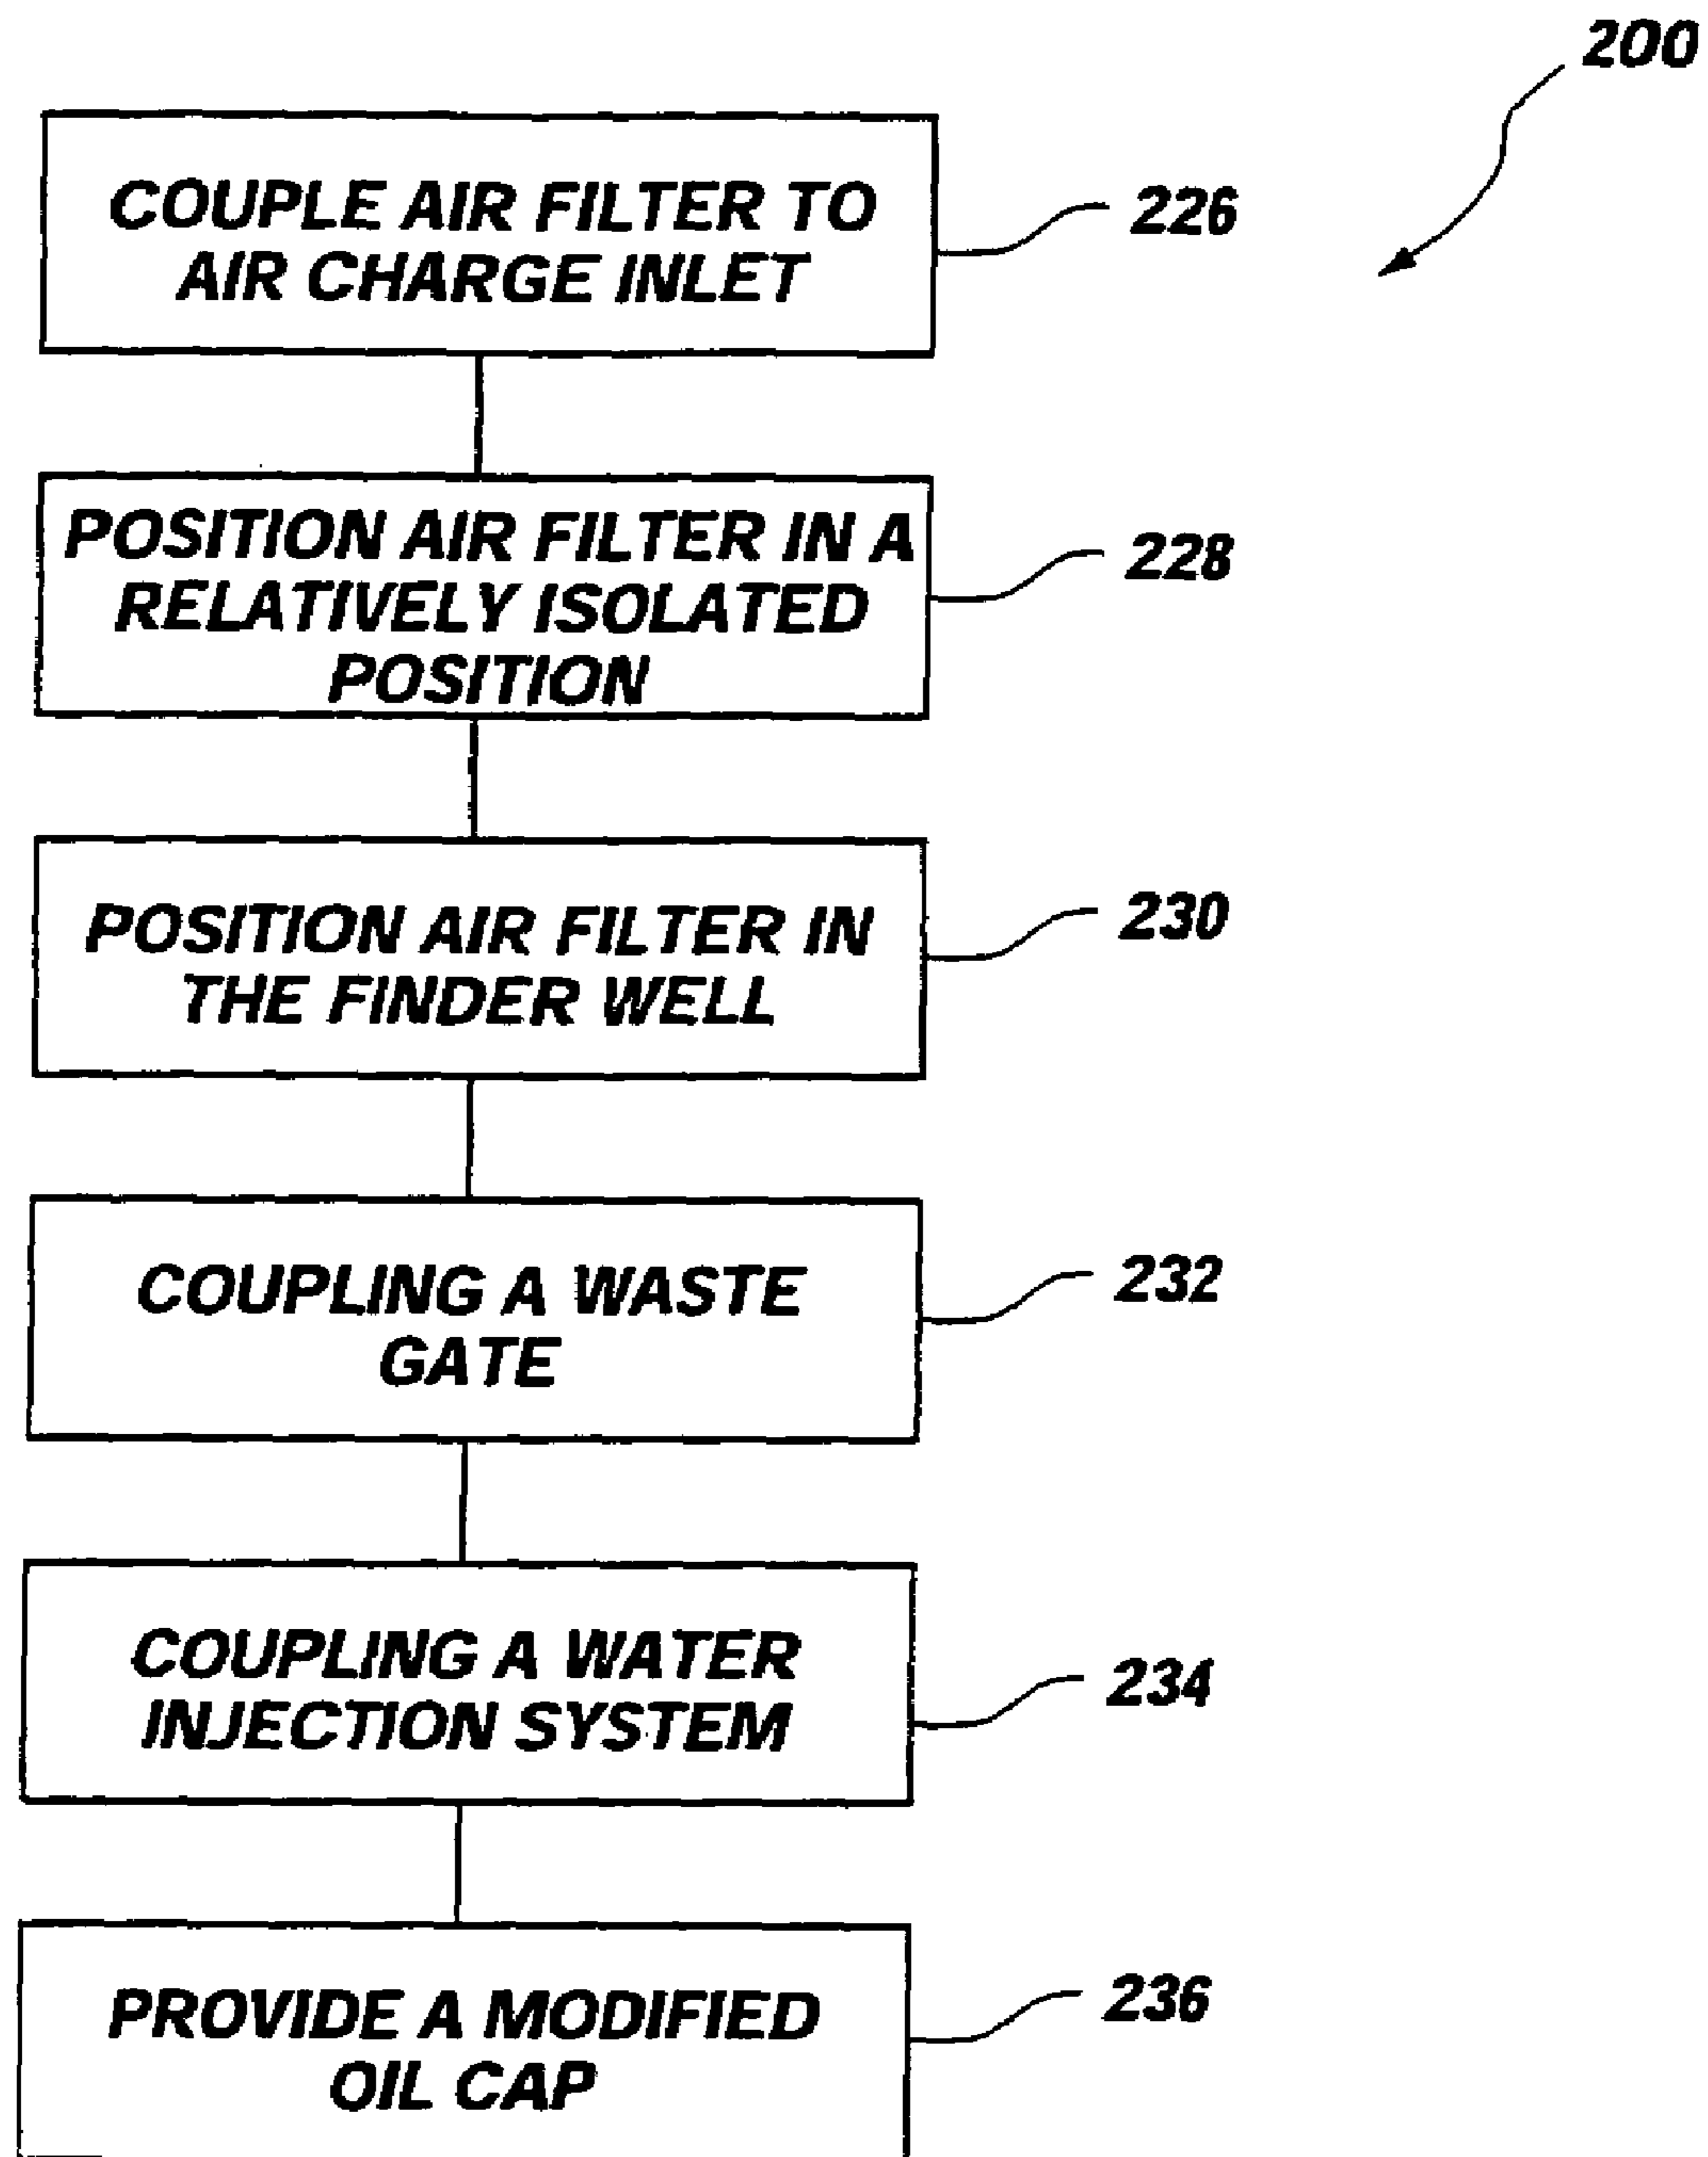 200
COUPLE AIR FILTER TO
AIR CHARGE INLET
226
POSITION AIR FILTER IN A
RELATIVELY ISOLATED
POSITION
228
POSITION AIR FILTER IN
THE FINDER WELL
230
COUPLING A WASTE
GATE
232
COUPLING A WATER
INJECTION SYSTEM
234
PROVIDE A MODIFIED
OIL CAP
236